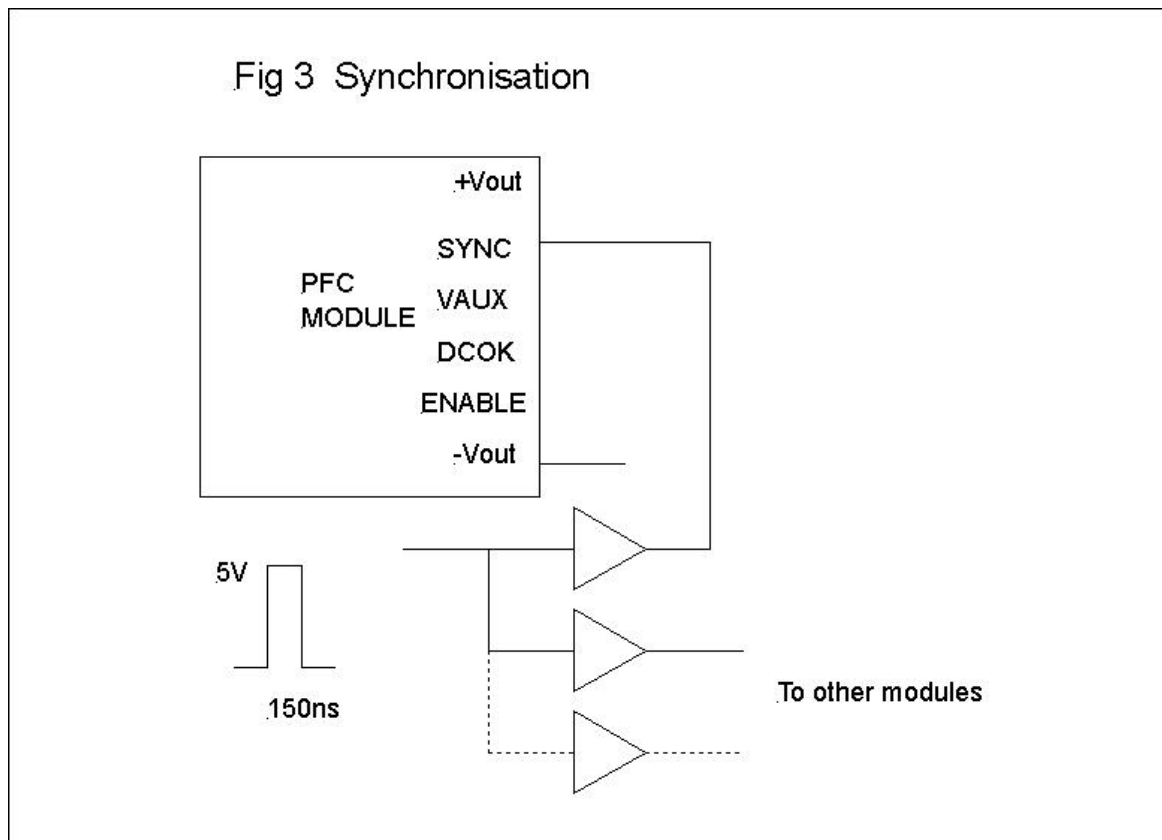 Fig 3 Synchronisation
+Vout
SYNC
PFC
MODULE
VAUX
DCOK
ENABLE
-Vout
5V
150ns
To other modules